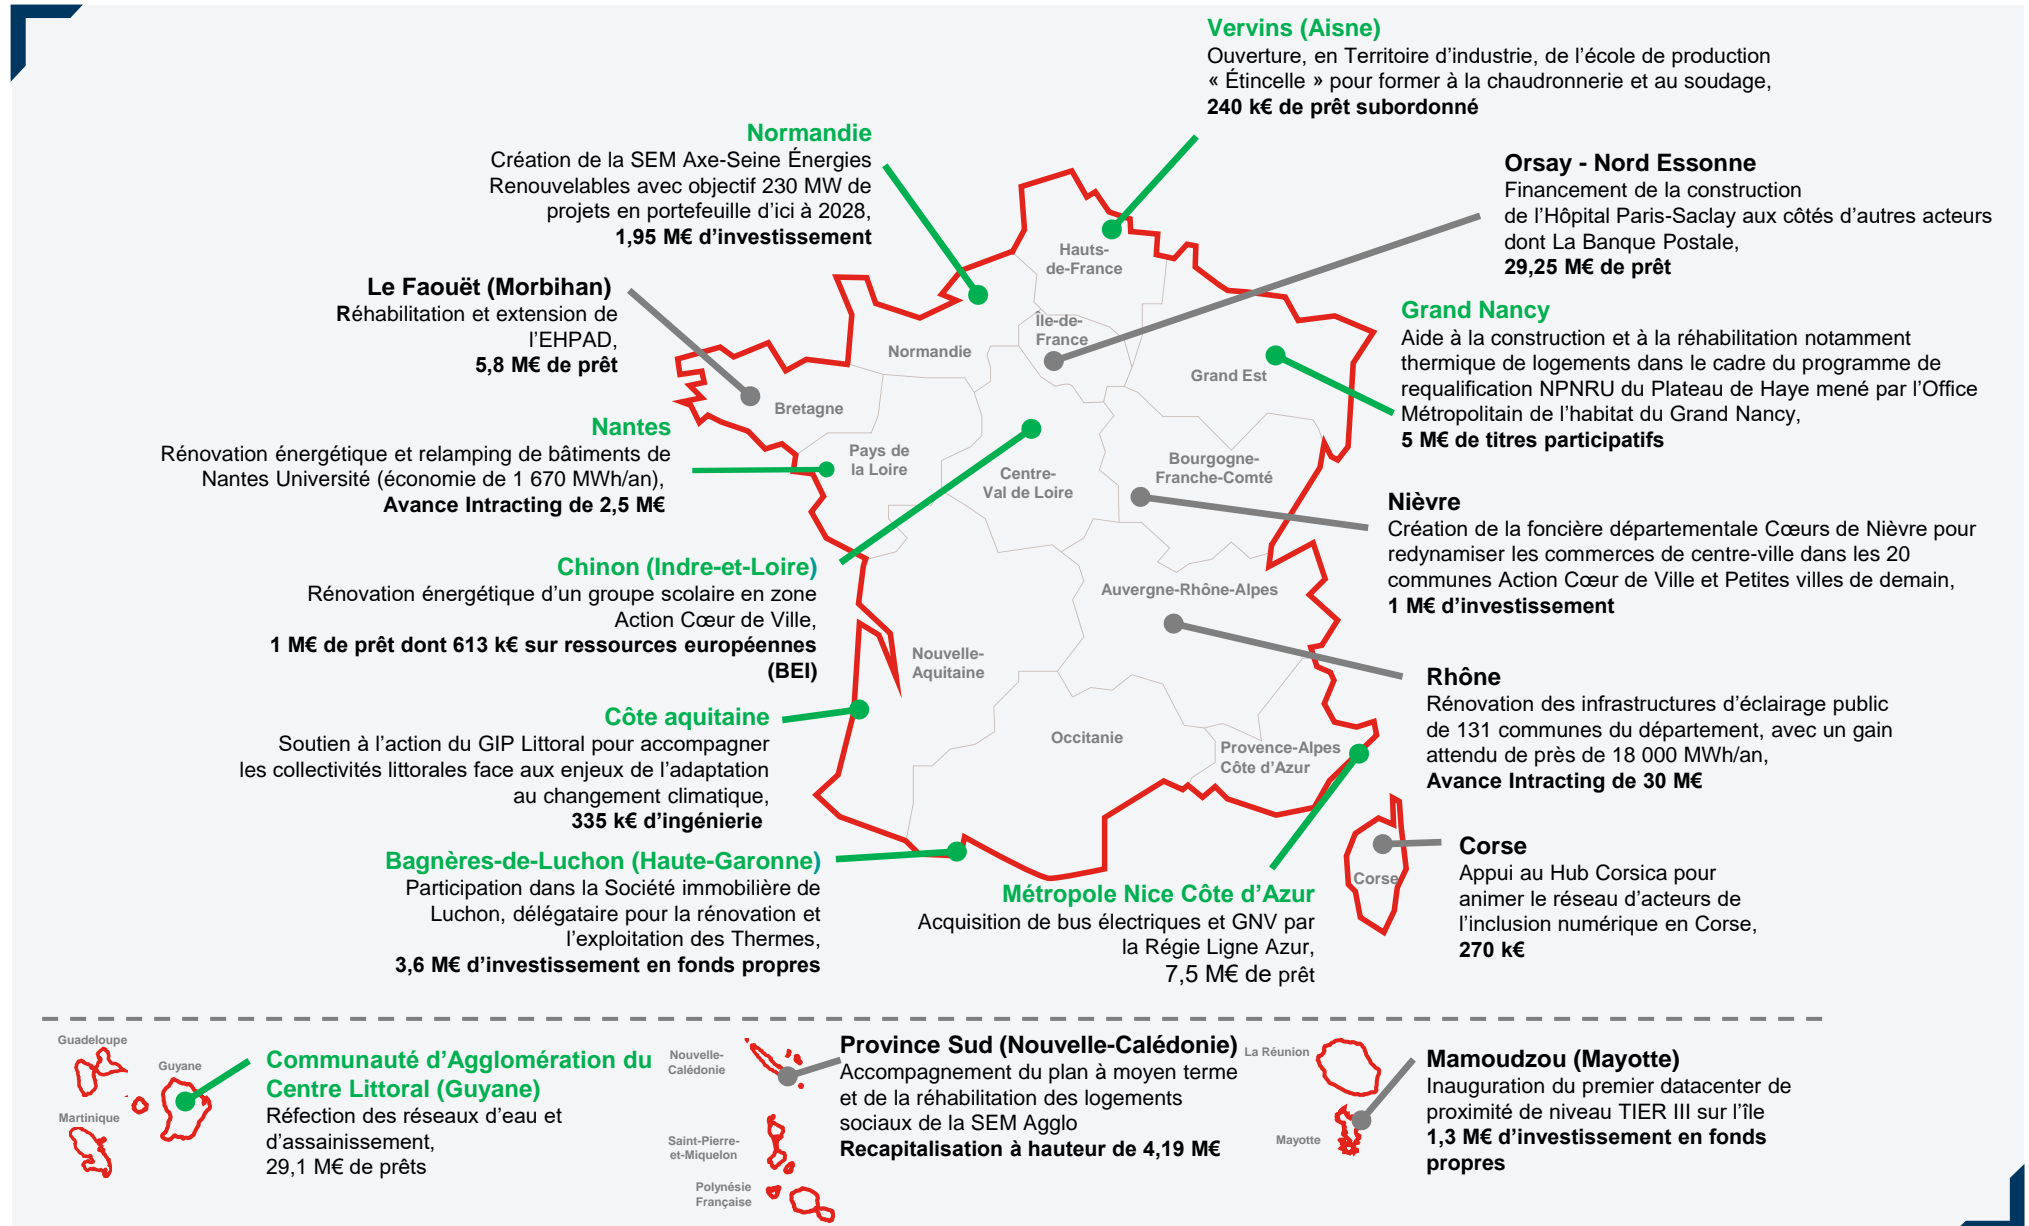 Vervins (Aisne)
Ouverture, en Territoire d’industrie, de l’école de production
« Étincelle » pour former à la chaudronnerie et au soudage,
240 k€ de prêt subordonné
Normandie
Création de la SEM Axe-Seine Énergies
Renouvelables avec objectif 230 MW de
projets en portefeuille d’ici à 2028,
1,95 M€ d’investissement
Orsay - Nord Essonne
Financement de la construction
de l’Hôpital Paris-Saclay aux côtés d’autres acteurs
dont La Banque Postale,
29,25 M€ de prêt
Le Faouët (Morbihan)
Réhabilitation et extension de
l’EHPAD,
5,8 M€ de prêt
Grand Nancy
Aide à la construction et à la réhabilitation notamment
thermique de logements dans le cadre du programme de
requalification NPNRU du Plateau de Haye mené par l’Office
Métropolitain de l’habitat du Grand Nancy,
5 M€ de titres participatifs
Nantes
Rénovation énergétique et relamping de bâtiments de
Nantes Université (économie de 1 670 MWh/an),
Avance Intracting de 2,5 M€
Nièvre
Création de la foncière départementale Cœurs de Nièvre pour
redynamiser les commerces de centre-ville dans les 20
communes Action Cœur de Ville et Petites villes de demain,
1 M€ d’investissement
Chinon (Indre-et-Loire)
Rénovation énergétique d’un groupe scolaire en zone
Action Cœur de Ville,
1 M€ de prêt dont 613 k€ sur ressources européennes
(BEI)
Rhône
Rénovation des infrastructures d’éclairage public
de 131 communes du département, avec un gain
attendu de près de 18 000 MWh/an,
Avance Intracting de 30 M€
Côte aquitaine
Soutien à l’action du GIP Littoral pour accompagner
les collectivités littorales face aux enjeux de l’adaptation
au changement climatique,
335 k€ d’ingénierie
Corse
Appui au Hub Corsica pour
animer le réseau d’acteurs de
l’inclusion numérique en Corse,
270 k€
Bagnères-de-Luchon (Haute-Garonne)
Participation dans la Société immobilière de
Luchon, délégataire pour la rénovation et
l’exploitation des Thermes,
3,6 M€ d’investissement en fonds propres
Métropole Nice Côte d’Azur
Acquisition de bus électriques et GNV par
la Régie Ligne Azur,
7,5 M€ de prêt
Hauts-
de-France
Île-de-
France
Normandie
Grand Est
Bretagne
Pays de
la Loire
Centre-
Val de Loire
Bourgogne-
Franche-Comté
Auvergne-Rhône-Alpes
Nouvelle-
Aquitaine
Occitanie
Provence-Alpes
Côte d’Azur
Corse
Guadeloupe
Guyane
Martinique
Communauté d’Agglomération du
Centre Littoral (Guyane)
Réfection des réseaux d’eau et
d’assainissement,
29,1 M€ de prêts
Nouvelle-
Calédonie
Saint-Pierre-
et-Miquelon
Polynésie
Française
Province Sud (Nouvelle-Calédonie)
Accompagnement du plan à moyen terme
et de la réhabilitation des logements
sociaux de la SEM Agglo
Recapitalisation à hauteur de 4,19 M€
La Réunion
Mayotte
Mamoudzou (Mayotte)
Inauguration du premier datacenter de
proximité de niveau TIER III sur l’île
1,3 M€ d’investissement en fonds
propres